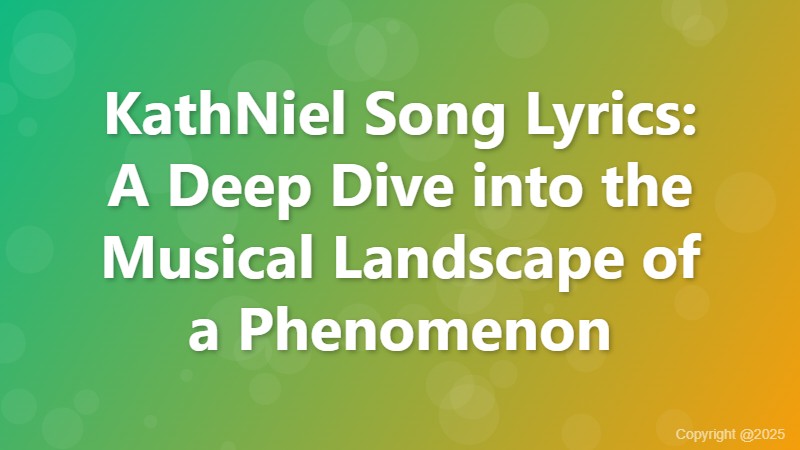 KathNiel Song Lyrics:
A Deep Dive into the
Musical Landscape of
a Phenomenon
Copyright @2025